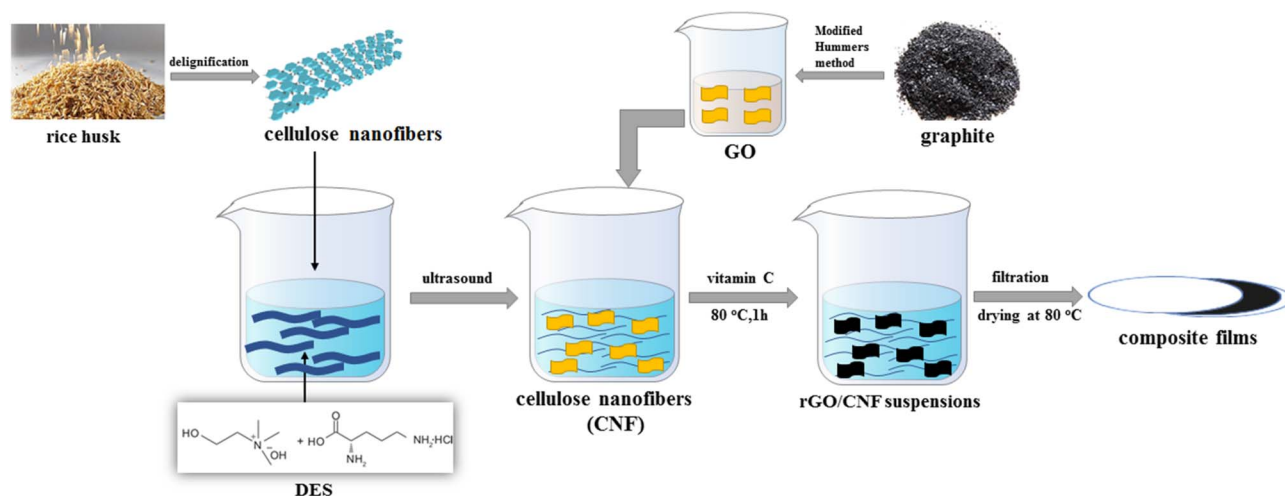 rice husk
delignification
cellulose nanofibers
GO
Modified
Hummers
method
graphite
ultrasound
cellulose nanofibers
(CNF)
vitamin C
80 °C,1h
rGO/CNF suspensions
filtration
drying at 80 °C
composite films
HO
N
+
−
OH
+
O
HO
NH₂
NH₂·HCl
DES